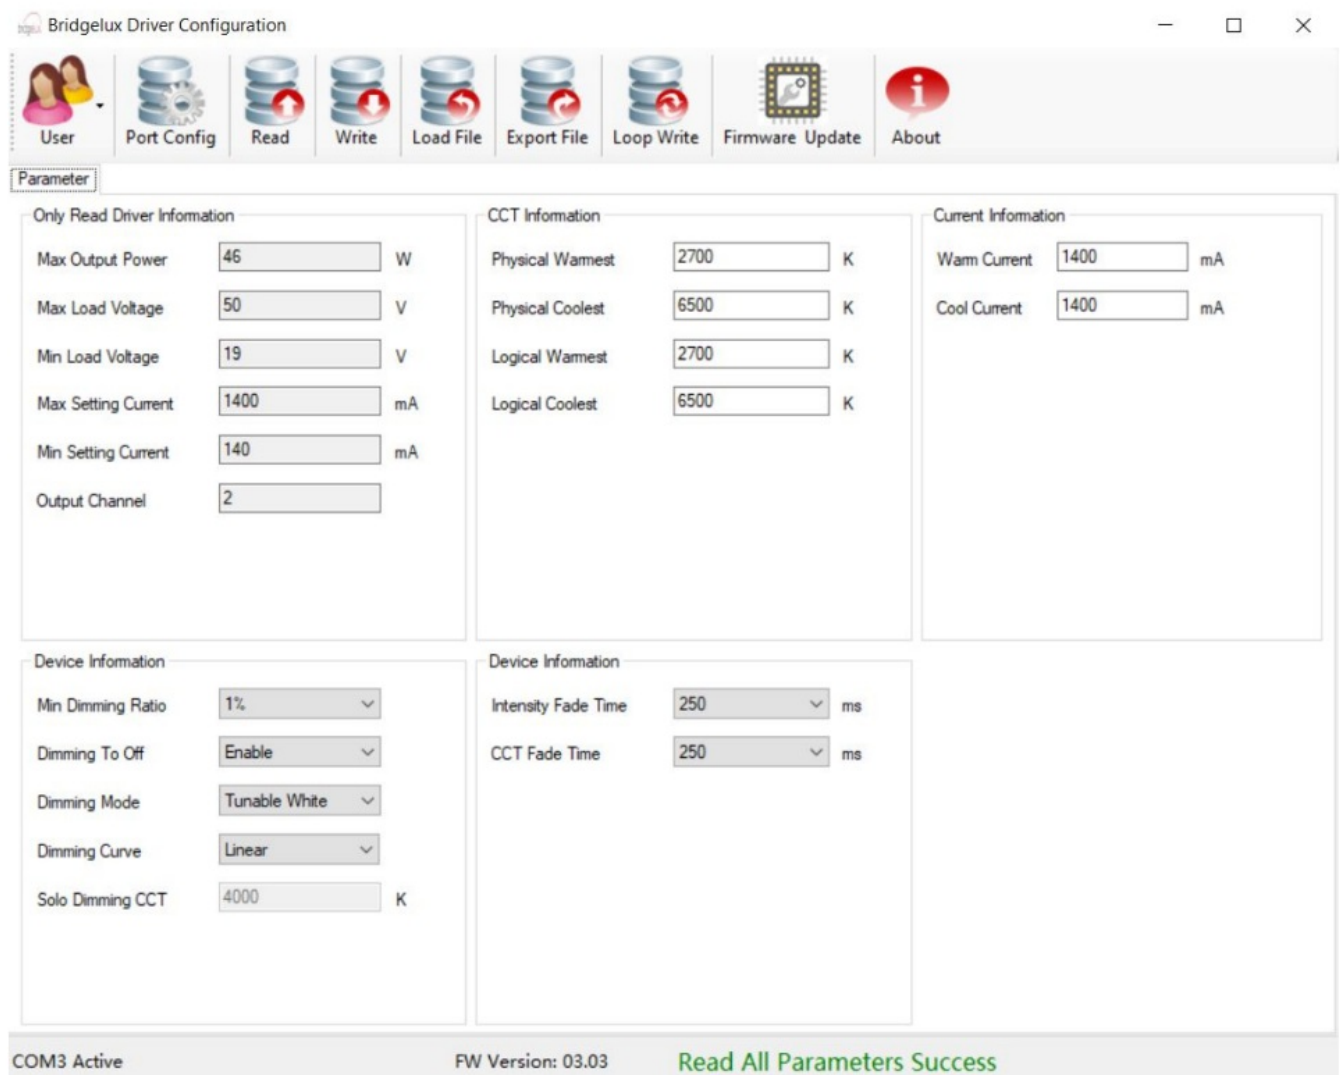 Bridgelux Driver Configuration
User
Port Config
Read
Write
Load File
Export File
Loop Write
Firmware Update
About
Parameter
Only Read Driver Information
Max Output Power 46 W
Max Load Voltage 50 V
Min Load Voltage 19 V
Max Setting Current 1400 mA
Min Setting Current 140 mA
Output Channel 2
CCT Information
Physical Warmest 2700 K
Physical Coolest 6500 K
Logical Warmest 2700 K
Logical Coolest 6500 K
Current Information
Warm Current 1400 mA
Cool Current 1400 mA
Device Information
Min Dimming Ratio 1%
Dimming To Off Enable
Dimming Mode Tunable White
Dimming Curve Linear
Solo Dimming CCT 4000 K
Device Information
Intensity Fade Time 250 ms
CCT Fade Time 250 ms
COM3 Active
FW Version: 03.03
Read All Parameters Success